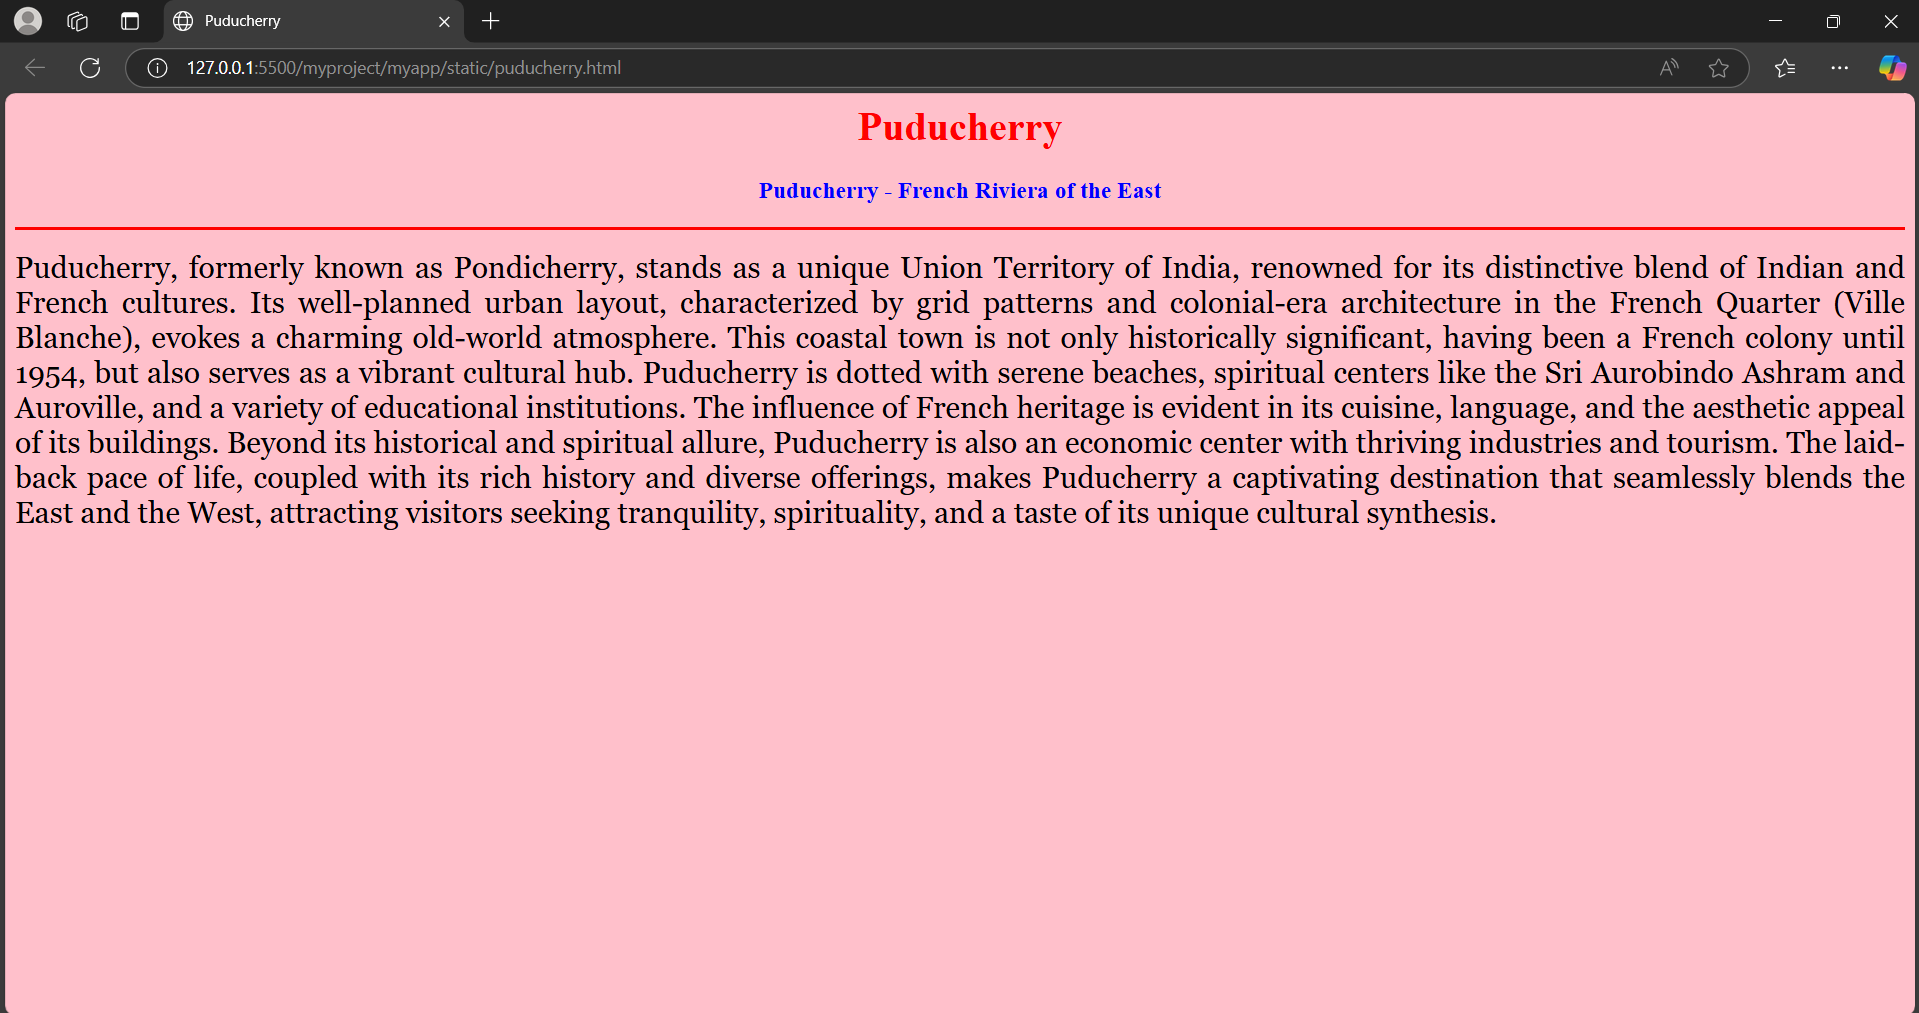 Puducherry
127.0.0.1:5500/myproject/myapp/static/puducherry.html
Puducherry
Puducherry - French Riviera of the East
Puducherry, formerly known as Pondicherry, stands as a unique Union Territory of India, renowned for its distinctive blend of Indian and
French cultures. Its well-planned urban layout, characterized by grid patterns and colonial-era architecture in the French Quarter (Ville
Blanche), evokes a charming old-world atmosphere. This coastal town is not only historically significant, having been a French colony until
1954, but also serves as a vibrant cultural hub. Puducherry is dotted with serene beaches, spiritual centers like the Sri Aurobindo Ashram and
Auroville, and a variety of educational institutions. The influence of French heritage is evident in its cuisine, language, and the aesthetic appeal
of its buildings. Beyond its historical and spiritual allure, Puducherry is also an economic center with thriving industries and tourism. The laid-
back pace of life, coupled with its rich history and diverse offerings, makes Puducherry a captivating destination that seamlessly blends the
East and the West, attracting visitors seeking tranquility, spirituality, and a taste of its unique cultural synthesis.